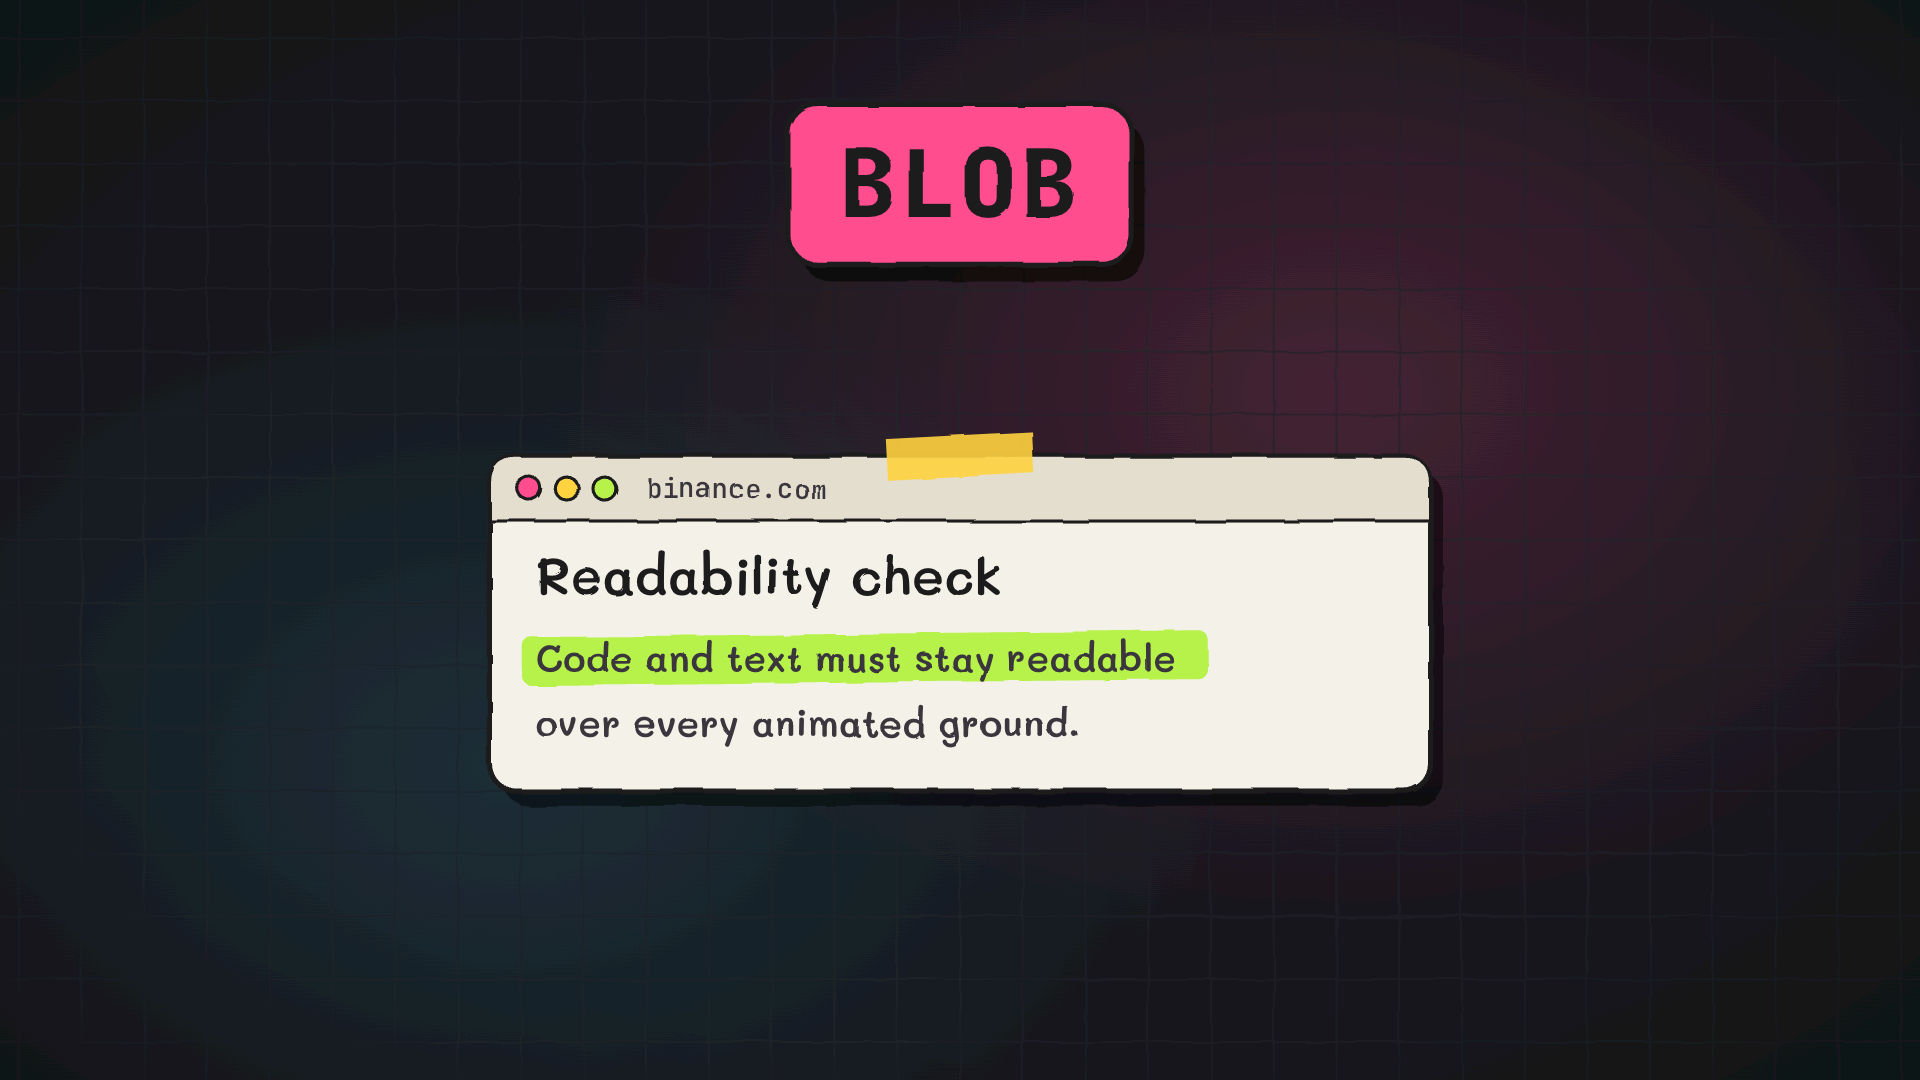 BLOB
binance.com
Readability check
Code and text must stay readable
over every animated ground.